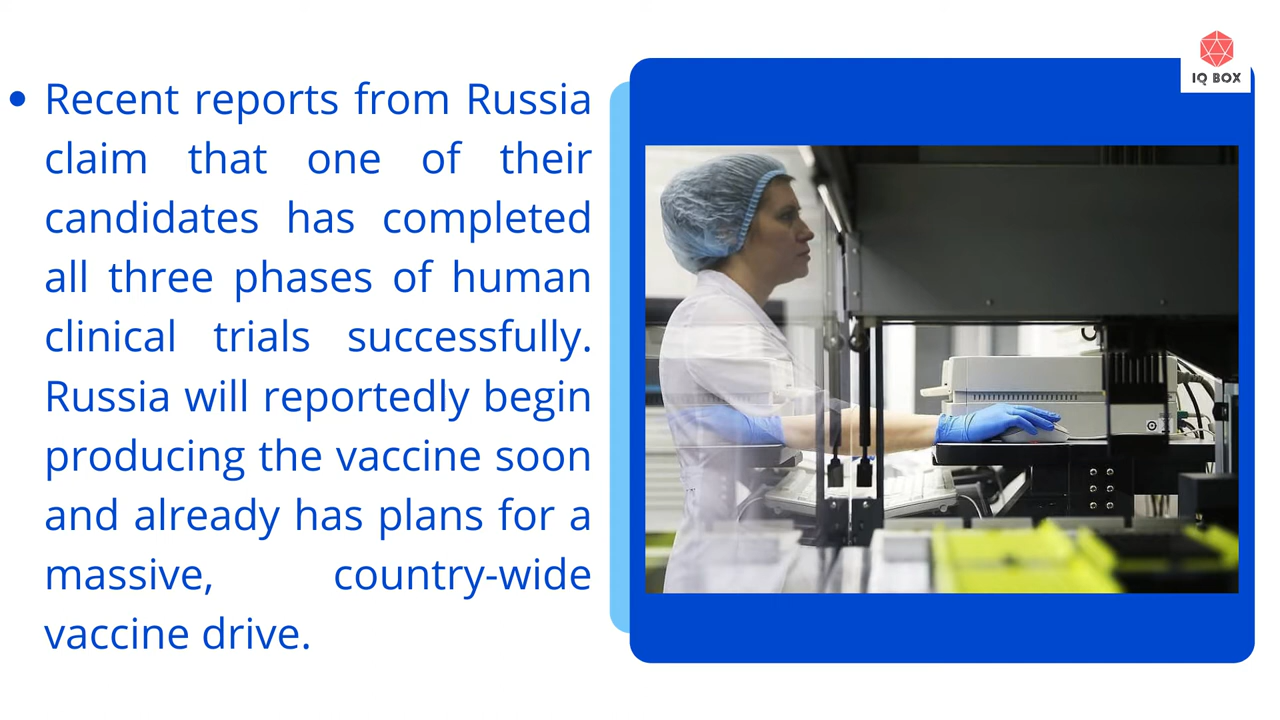 IQ BOX
• Recent reports from Russia
claim that one of their
candidates has completed
all three phases of human
clinical trials successfully.
Russia will reportedly begin
producing the vaccine soon
and already has plans for a
massive, country-wide
vaccine drive.